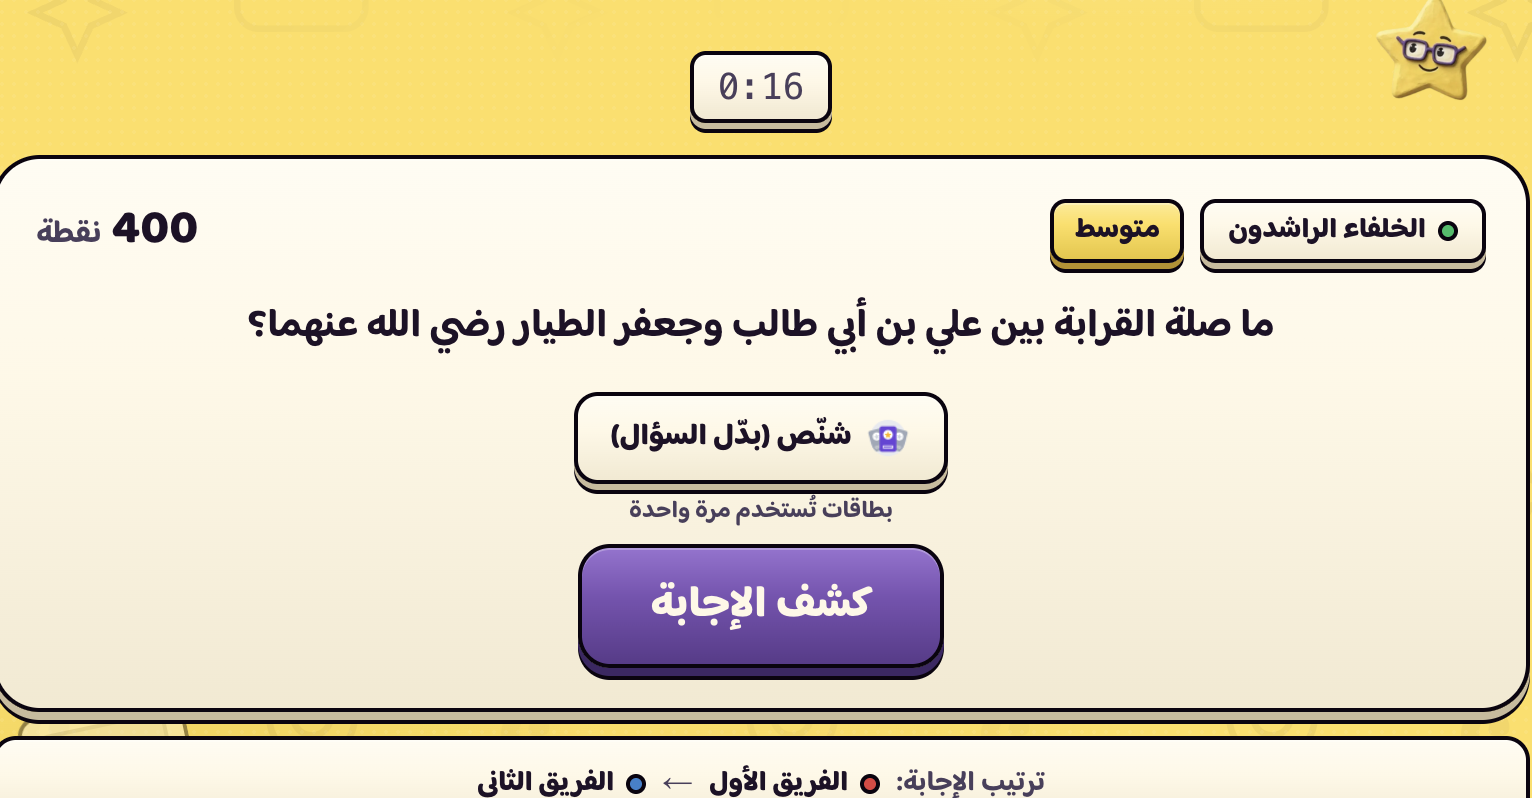 0:16
الخلفاء الراشدون متوسط 400 نقطة
ما صلة القرابة بين علي بن أبي طالب وجعفر الطيار رضي الله عنهما؟
شنّص (بدّل السؤال)
بطاقات تُستخدم مرة واحدة
كشف الإجابة
ترتيب الإجابة: الفريق الأول ← الفريق الثاني